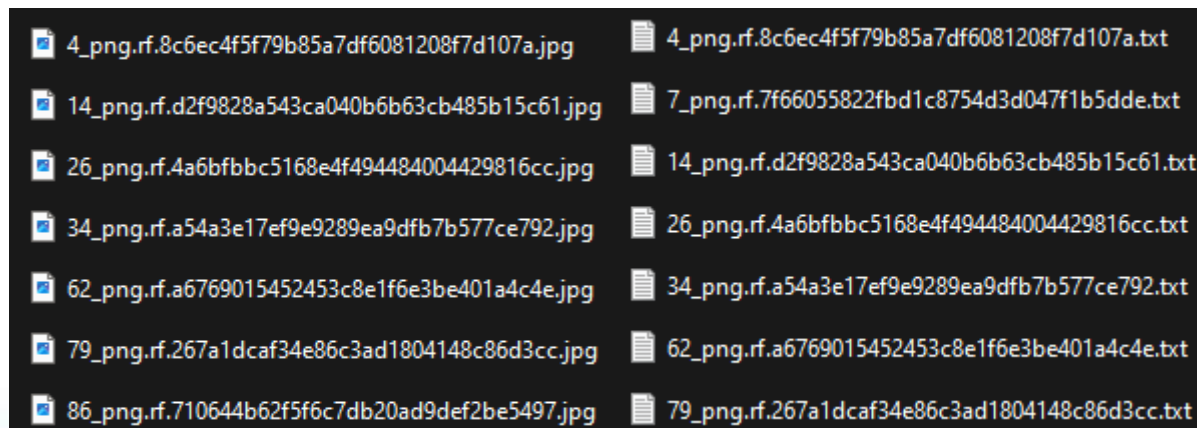 4_png.rf.8c6ec4f5f79b85a7df6081208f7d107a.jpg
14_png.rf.d2f9828a543ca040b6b63cb485b15c61.jpg
26_png.rf.4a6bfbbc5168e4f494484004429816cc.jpg
34_png.rf.a54a3e17ef9e9289ea9dfb7b577ce792.jpg
62_png.rf.a6769015452453c8e1f6e3be401a4c4e.jpg
79_png.rf.267a1dcaf34e86c3ad1804148c86d3cc.jpg
86_png.rf.710644b62f5f6c7db20ad9def2be5497.jpg
4_png.rf.8c6ec4f5f79b85a7df6081208f7d107a.txt
7_png.rf.7f66055822fbd1c8754d3d047f1b5dde.txt
14_png.rf.d2f9828a543ca040b6b63cb485b15c61.txt
26_png.rf.4a6bfbbc5168e4f494484004429816cc.txt
34_png.rf.a54a3e17ef9e9289ea9dfb7b577ce792.txt
62_png.rf.a6769015452453c8e1f6e3be401a4c4e.txt
79_png.rf.267a1dcaf34e86c3ad1804148c86d3cc.txt